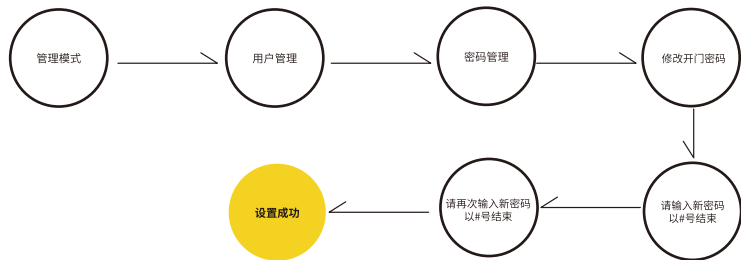 管理模式
用户管理
密码管理
修改开门密码
请输入新密码
以#号结束
请再次输入新密码
以#号结束
设置成功